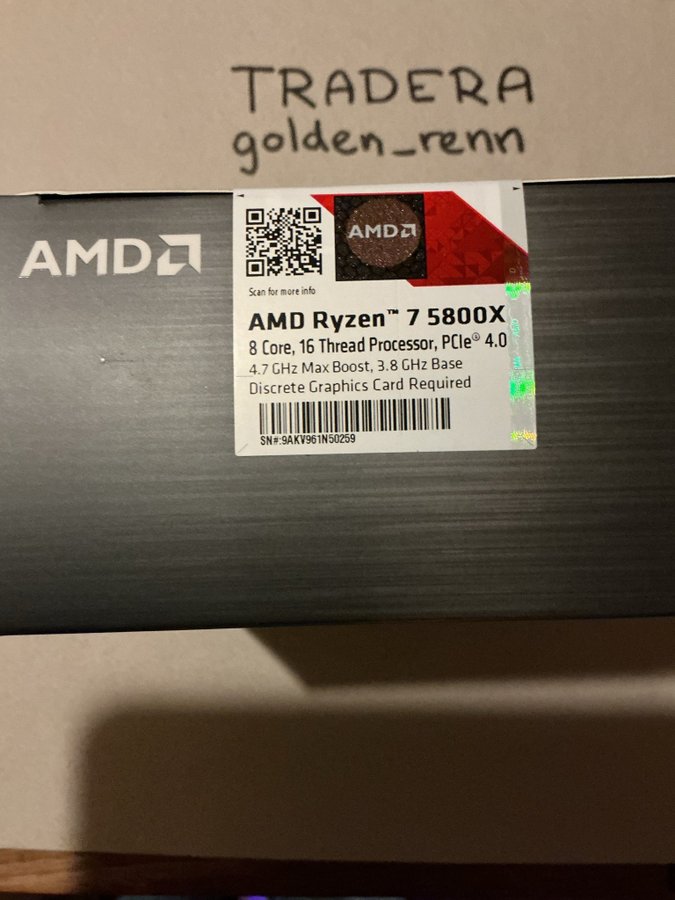 TRADERA
golden_renn
AMD
AMD
Scan for more info
AMD Ryzen™ 7 5800X
8 Core, 16 Thread Processor, PCIe® 4.0
4.7 GHz Max Boost, 3.8 GHz Base
Discrete Graphics Card Required
SN#:9AKV961N50259